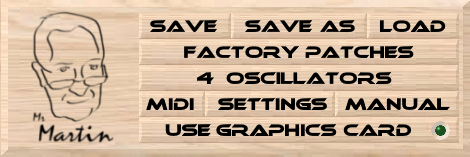 SAVE SAVE AS LOAD
FACTORY PATCHES
4 OSCILLATORS
MIDI SETTINGS MANUAL
USE GRAPHICS CARD
Mr
Martin